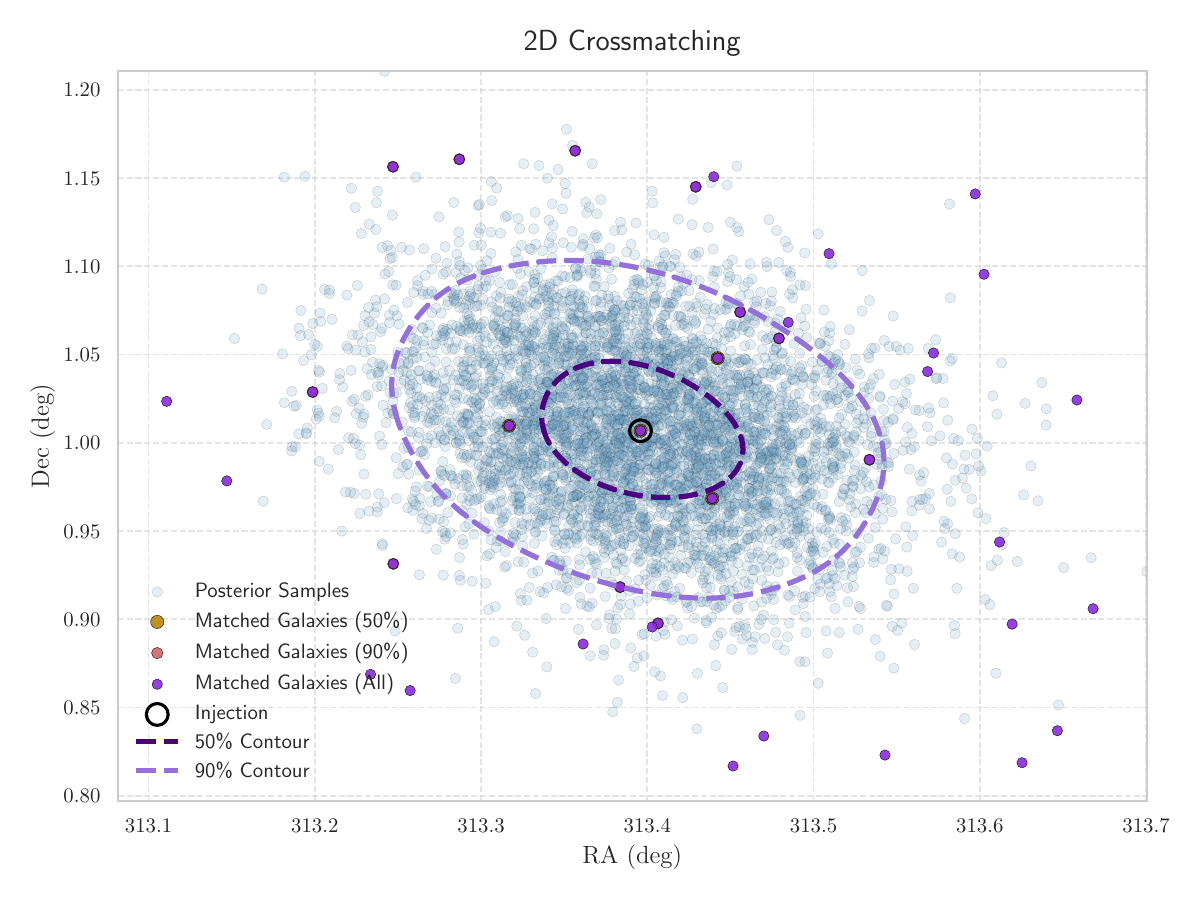 2D Crossmatching
1.20
1.15
1.10
1.05
1.00
0.95
0.90
0.85
0.80
Dec (deg)
Posterior Samples
Matched Galaxies (50%)
Matched Galaxies (90%)
Matched Galaxies (All)
Injection
50% Contour
90% Contour
313.1 313.2 313.3 313.4 313.5 313.6 313.7
RA (deg)